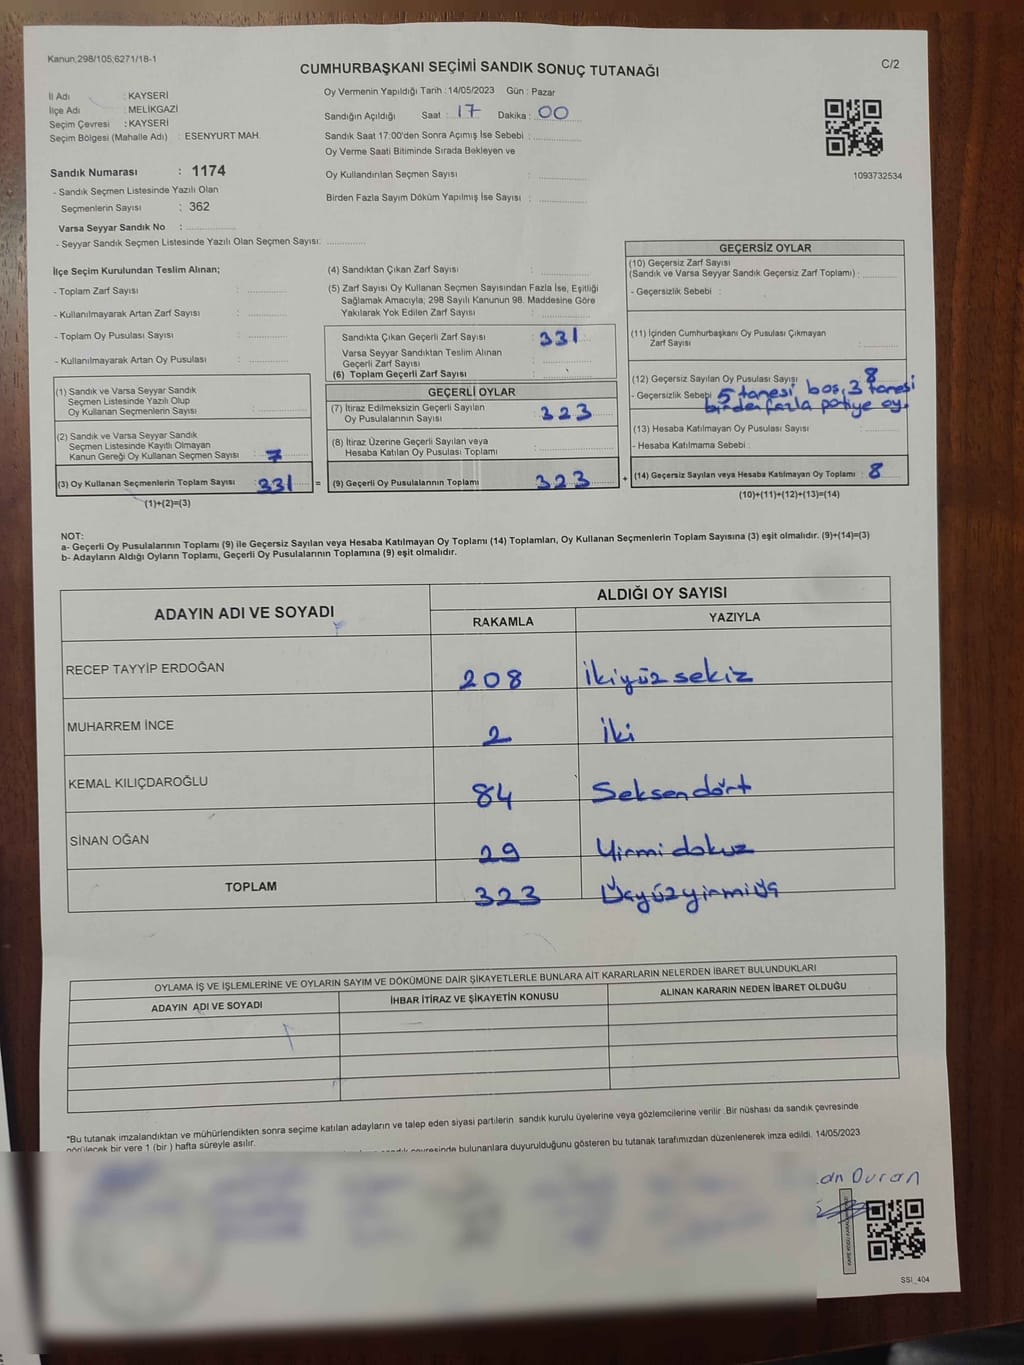 Kanun;298/105;6271/18-1
C/2
CUMHURBAŞKANI SEÇİMİ SANDIK SONUÇ TUTANAĞI
İl Adı : KAYSERİ
İlçe Adı : MELİKGAZİ
Seçim Çevresi : KAYSERİ
Seçim Bölgesi (Mahalle Adı) : ESENYURT MAH.
Sandık Numarası : 1174
- Sandık Seçmen Listesinde Yazılı Olan
Seçmenlerin Sayısı : 362
Varsa Seyyar Sandık No :
- Seyyar Sandık Seçmen Listesinde Yazılı Olan Seçmen Sayısı:
Oy Vermenin Yapıldığı Tarih : 14/05/2023 Gün : Pazar
Sandığın Açıldığı Saat : 17 Dakika : 00
Sandık Saat 17:00'den Sonra Açımış İse Sebebi :
Oy Verme Saati Bitiminde Sırada Bekleyen ve
Oy Kullandırılan Seçmen Sayısı :
Birden Fazla Sayım Döküm Yapılmış İse Sayısı :
1093732534
İlçe Seçim Kurulundan Teslim Alınan;
- Toplam Zarf Sayısı :
- Kullanılmayarak Artan Zarf Sayısı :
- Toplam Oy Pusulası Sayısı :
- Kullanılmayarak Artan Oy Pusulası :
(1) Sandık ve Varsa Seyyar Sandık
Seçmen Listesinde Yazılı Olup
Oy Kullanan Seçmenlerin Sayısı :
(2) Sandık ve Varsa Seyyar Sandık
Seçmen Listesinde Kayıtlı Olmayan
Kanun Gereği Oy Kullanan Seçmen Sayısı : 7
(3) Oy Kullanan Seçmenlerin Toplam Sayısı : 331 =
(1)+(2)=(3)
(4) Sandıktan Çıkan Zarf Sayısı :
(5) Zarf Sayısı Oy Kullanan Seçmen Sayısından Fazla İse, Eşitliği
Sağlamak Amacıyla; 298 Sayılı Kanunun 98. Maddesine Göre
Yakılarak Yok Edilen Zarf Sayısı :
Sandıkta Çıkan Geçerli Zarf Sayısı : 331
Varsa Seyyar Sandıktan Teslim Alınan
Geçerli Zarf Sayısı :
(6) Toplam Geçerli Zarf Sayısı :
GEÇERLİ OYLAR
(7) İtiraz Edilmeksizin Geçerli Sayılan
Oy Pusulasının Sayısı : 323
(8) İtiraz Üzerine Geçerli Sayılan veya
Hesaba Katılan Oy Pusulası Toplamı :
(9) Geçerli Oy Pusulalarının Toplamı : 323 +
GEÇERSİZ OYLAR
(10) Geçersiz Zarf Sayısı
(Sandık ve Varsa Seyyar Sandık Geçersiz Zarf Toplamı) :
- Geçersizlik Sebebi :
(11) İçinden Cumhurbaşkanı Oy Pusulası Çıkmayan
Zarf Sayısı :
(12) Geçersiz Sayılan Oy Pusulası Sayısı : 8
- Geçersizlik Sebebi 5 tanesi boş, 3 tanesi
birden fazla partiye oy.
(13) Hesaba Katılmayan Oy Pusulası Sayısı :
- Hesaba Katılmama Sebebi :
(14) Geçersiz Sayılan veya Hesaba Katılmayan Oy Toplamı : 8
(10)+(11)+(12)+(13)=(14)
NOT:
a- Geçerli Oy Pusulalarının Toplamı (9) ile Geçersiz Sayılan veya Hesaba Katılmayan Oy Toplamı (14) Toplamları, Oy Kullanan Seçmenlerin Toplam Sayısına (3) eşit olmalıdır. (9)+(14)=(3)
b- Adayların Aldığı Oyların Toplamı, Geçerli Oy Pusulalarının Toplamına (9) eşit olmalıdır.
ADAYIN ADI VE SOYADI
ALDIĞI OY SAYISI
RAKAMLA YAZIYLA
RECEP TAYYİP ERDOĞAN 208 İkiyüz sekiz
MUHARREM İNCE 2 İki
KEMAL KILIÇDAROĞLU 84 Seksen dört
SİNAN OĞAN 29 Yirmi dokuz
TOPLAM 323 Üçyüzyirmiüç
OYLAMA İŞ VE İŞLEMLERİNE VE OYLARIN SAYIM VE DÖKÜMÜNE DAİR ŞİKAYETLERLE BUNLARA AİT KARARLARIN NELERDEN İBARET BULUNDUKLARI
ADAYIN ADI VE SOYADI İHBAR İTİRAZ VE ŞİKAYETİN KONUSU ALINAN KARARIN NEDEN İBARET OLDUĞU
*Bu tutanak imzalandıktan ve mühürlendikten sonra seçime katılan adayların ve talep eden siyasi partilerin sandık kurulu üyelerine veya gözlemcilerine verilir. Bir nüshası da sandık çevresinde
görülecek bir yere 1 (bir) hafta süreyle asılır.
çevresinde bulunanlara duyurulduğunu gösteren bu tutanak tarafımızdan düzenlenerek imza edildi. 14/05/2023
an Duran
SSI_404